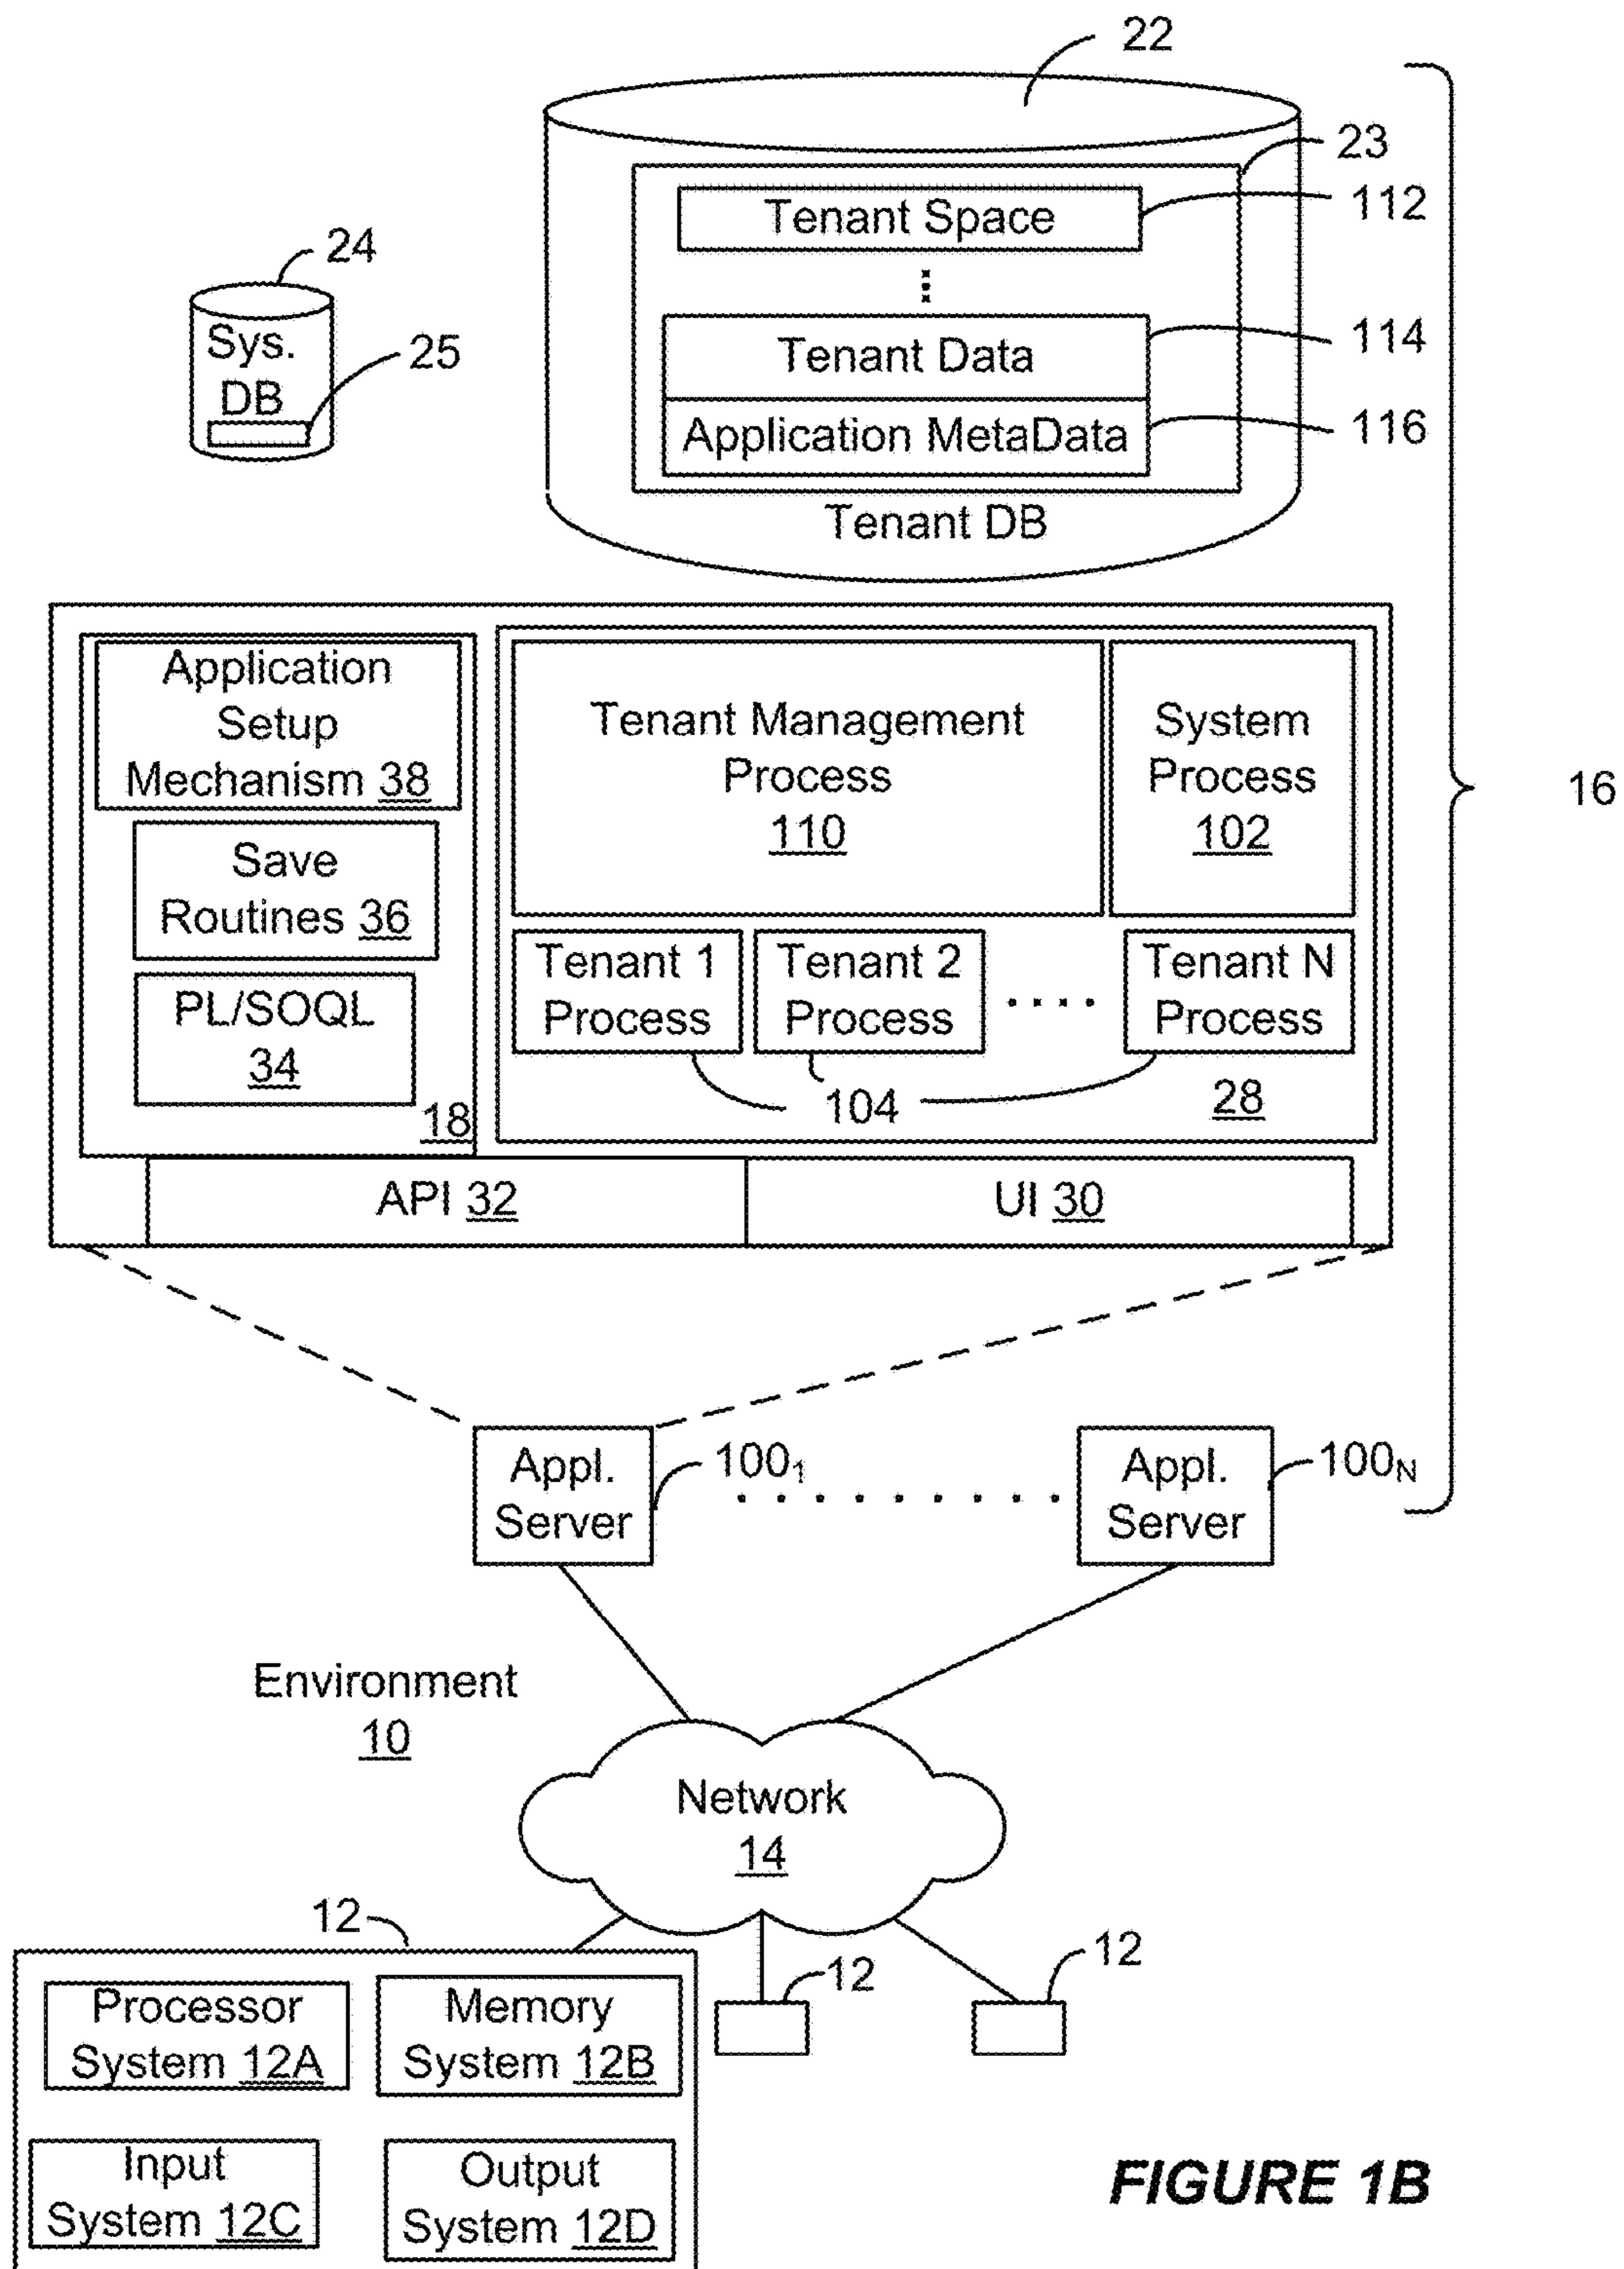 22
23
Tenant Space
112
24
Sys.
DB
25
Tenant Data
114
Application MetaData
116
Tenant DB
Application
Setup
Mechanism 38
Tenant Management
Process
110
System
Process
102
16
Save
Routines 36
PL/SOQL
34
18
Tenant 1
Process
Tenant 2
Process
Tenant N
Process
104
28
API 32
UI 30
Appl.
Server
100₁
Appl.
Server
100N
Environment
10
Network
14
12
12
12
Processor
System 12A
Memory
System 12B
Input
System 12C
Output
System 12D
FIGURE 1B